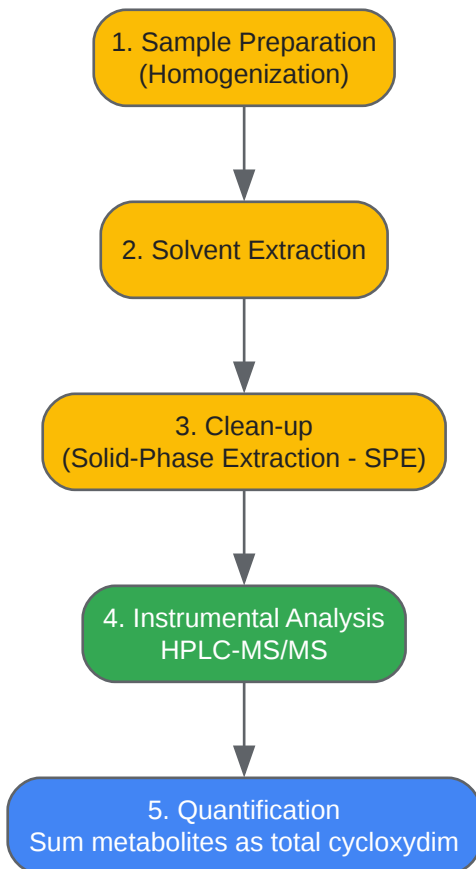 1. Sample Preparation
(Homogenization)
2. Solvent Extraction
3. Clean-up
(Solid-Phase Extraction - SPE)
4. Instrumental Analysis
HPLC-MS/MS
5. Quantification
Sum metabolites as total cycloxydim